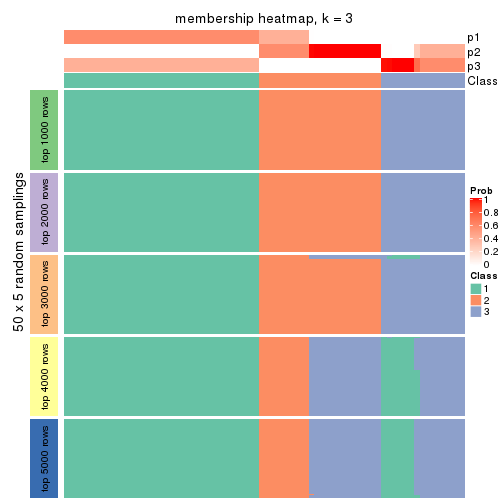 membership heatmap, k = 3
p1
p2
p3
Class
50 x 5 random samplings
top 1000 rows
top 2000 rows
top 3000 rows
top 4000 rows
top 5000 rows
Prob
1
0.8
0.6
0.4
0.2
0
Class
1
2
3